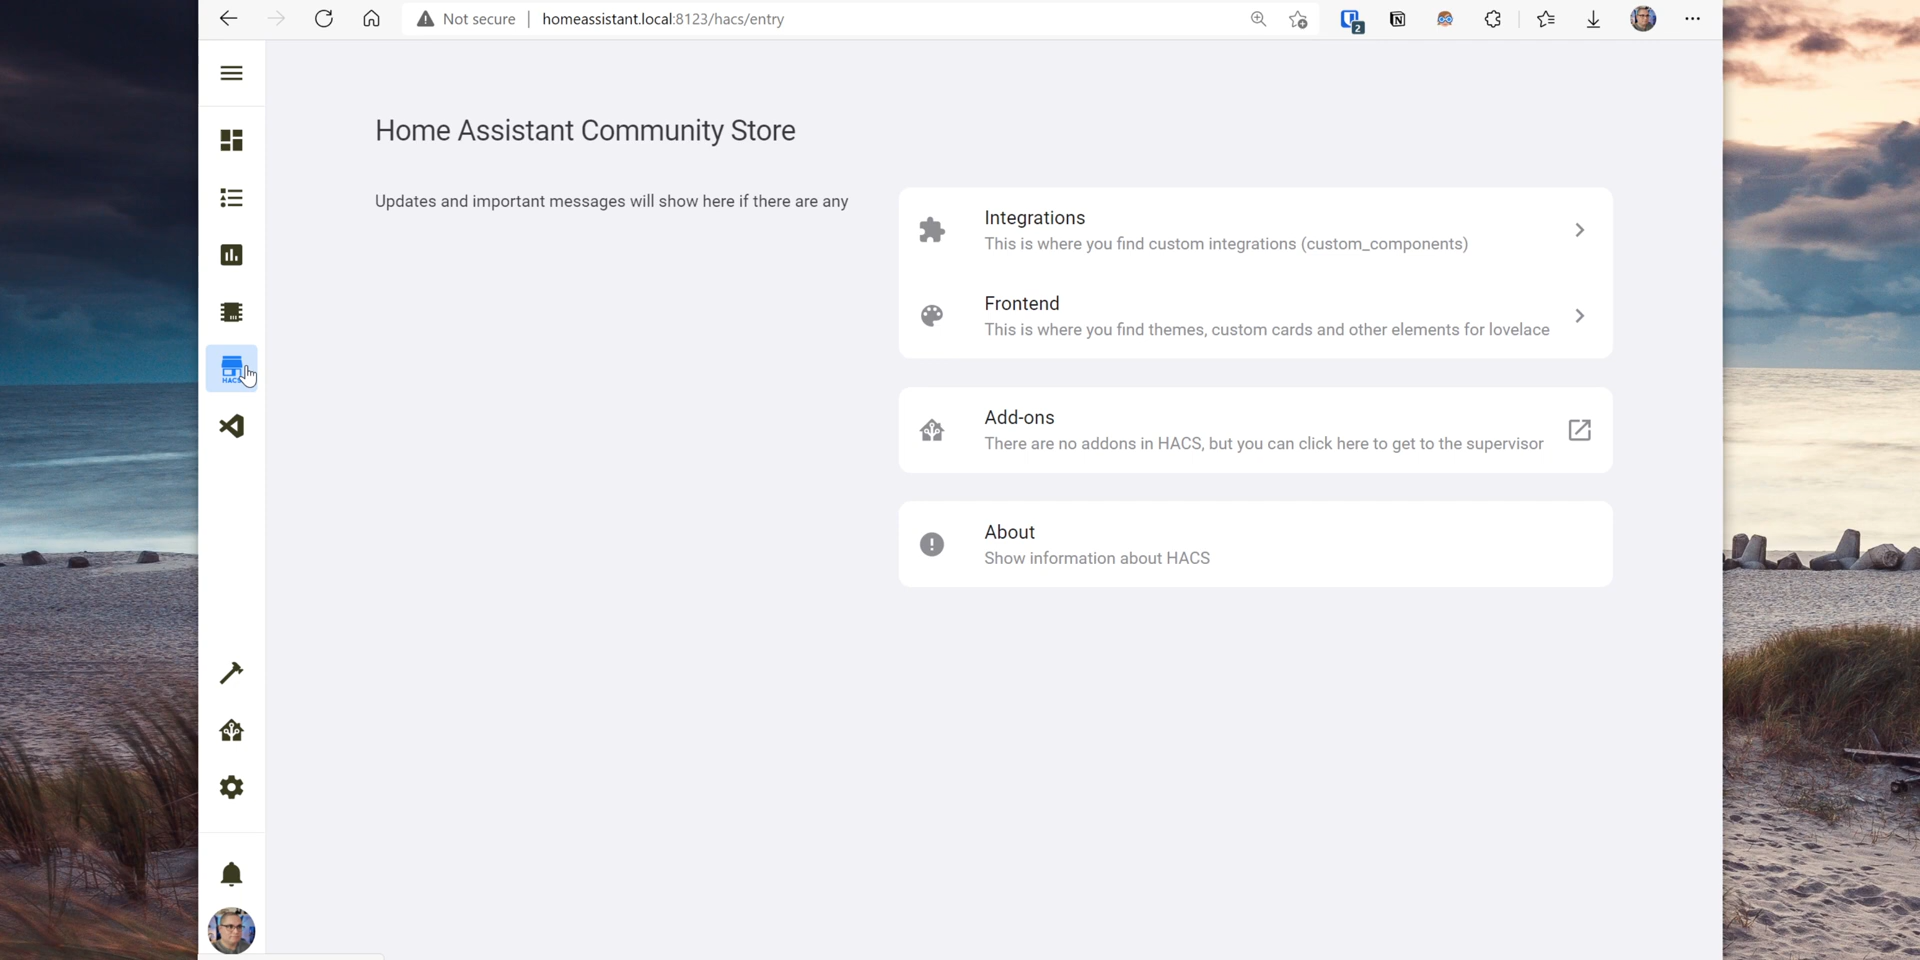 Not secure | homeassistant.local:8123/hacs/entry
2
Home Assistant Community Store
Updates and important messages will show here if there are any
Integrations
This is where you find custom integrations (custom_components)
Frontend
This is where you find themes, custom cards and other elements for lovelace
HACS
Add-ons
There are no addons in HACS, but you can click here to get to the supervisor
About
Show information about HACS